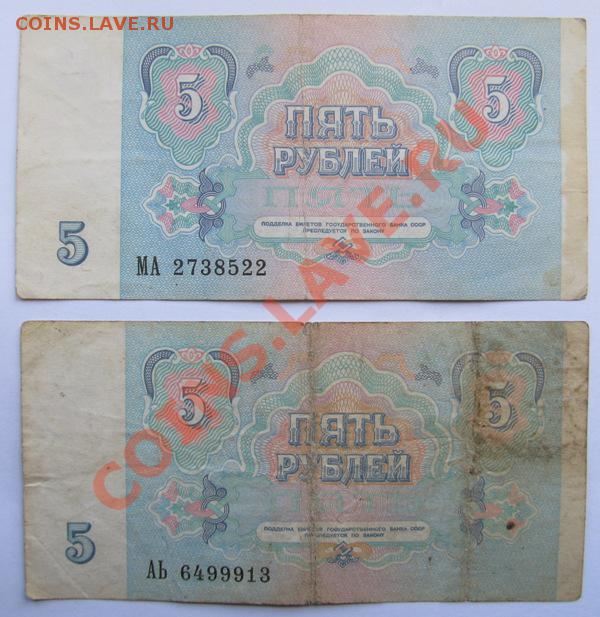 COINS.LAVE.RU
5 5
ПЯТЬ
РУБЛЕЙ
ПОДДЕЛКА БИЛЕТОВ ГОСУДАРСТВЕННОГО БАНКА СССР
ПРЕСЛЕДУЕТСЯ ПО ЗАКОНУ
5
МА 2738522
COINS.LAVE.RU
5 5
ПЯТЬ
РУБЛЕЙ
ПОДДЕЛКА БИЛЕТОВ ГОСУДАРСТВЕННОГО БАНКА СССР
ПРЕСЛЕДУЕТСЯ ПО ЗАКОНУ
5
АЬ 6499913